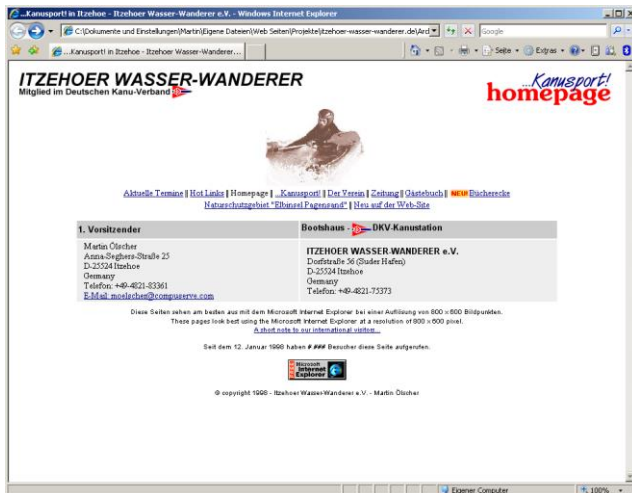 ...Kanusport! in Itzehoe - Itzehoer Wasser-Wanderer e.V. - Windows Internet Explorer
C:\Dokumente und Einstellungen\Martin\Eigene Dateien\Web Seiten\Projekte\itzehoer-wasser-wanderer.de\Arc
Google
...Kanusport! in Itzehoe - Itzehoer Wasser-Wanderer...
Seite
Extras
ITZEHOER WASSER-WANDERER
Mitglied im Deutschen Kanu-Verband
...Kanusport!
homepage
Aktuelle Termine || Hot Links || Homepage || ...Kanusport! || Der Verein || Zeitung || Gästebuch || NEU! Bücherecke
Naturschutzgebiet "Elbinsel Pagensand" || Neu auf der Web-Site
1. Vorsitzender
Martin Ölscher
Anna-Seghers-Straße 25
D-25524 Itzehoe
Germany
Telefon: +49-4821-83361
E-Mail: moelscher@compuserve.com
Bootshaus - DKV-Kanustation
ITZEHOER WASSER-WANDERER e.V.
Dorfstraße 56 (Suder Hafen)
D-25524 Itzehoe
Germany
Telefon: +49-4821-75373
Diese Seiten sehen am besten aus mit dem Microsoft Internet Explorer bei einer Auflösung von 800 x 600 Bildpunkten.
These pages look best using the Microsoft Internet Explorer at a resolution of 800 x 600 pixel.
A short note to our international visitors...
Seit dem 12. Januar 1998 haben # ### Besucher diese Seite aufgerufen.
Microsoft
Internet
Explorer
© copyright 1998 - Itzehoer Wasser-Wanderer e.V. - Martin Ölscher
Eigener Computer
100%